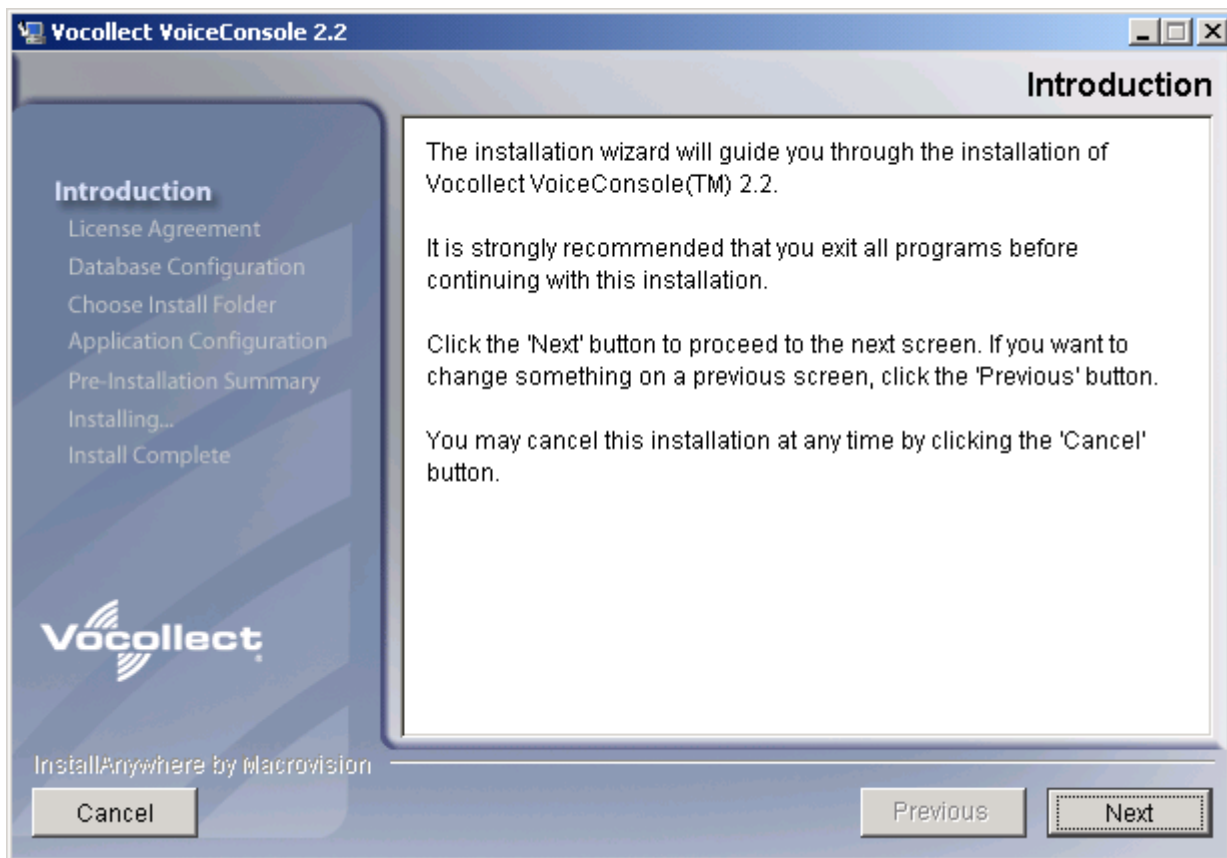 Vocollect VoiceConsole 2.2
Introduction
Introduction
License Agreement
Database Configuration
Choose Install Folder
Application Configuration
Pre-Installation Summary
Installing...
Install Complete
The installation wizard will guide you through the installation of
Vocollect VoiceConsole(TM) 2.2.
It is strongly recommended that you exit all programs before
continuing with this installation.
Click the 'Next' button to proceed to the next screen. If you want to
change something on a previous screen, click the 'Previous' button.
You may cancel this installation at any time by clicking the 'Cancel'
button.
Vocollect®
InstallAnywhere by Macrovision
Cancel
Previous
Next